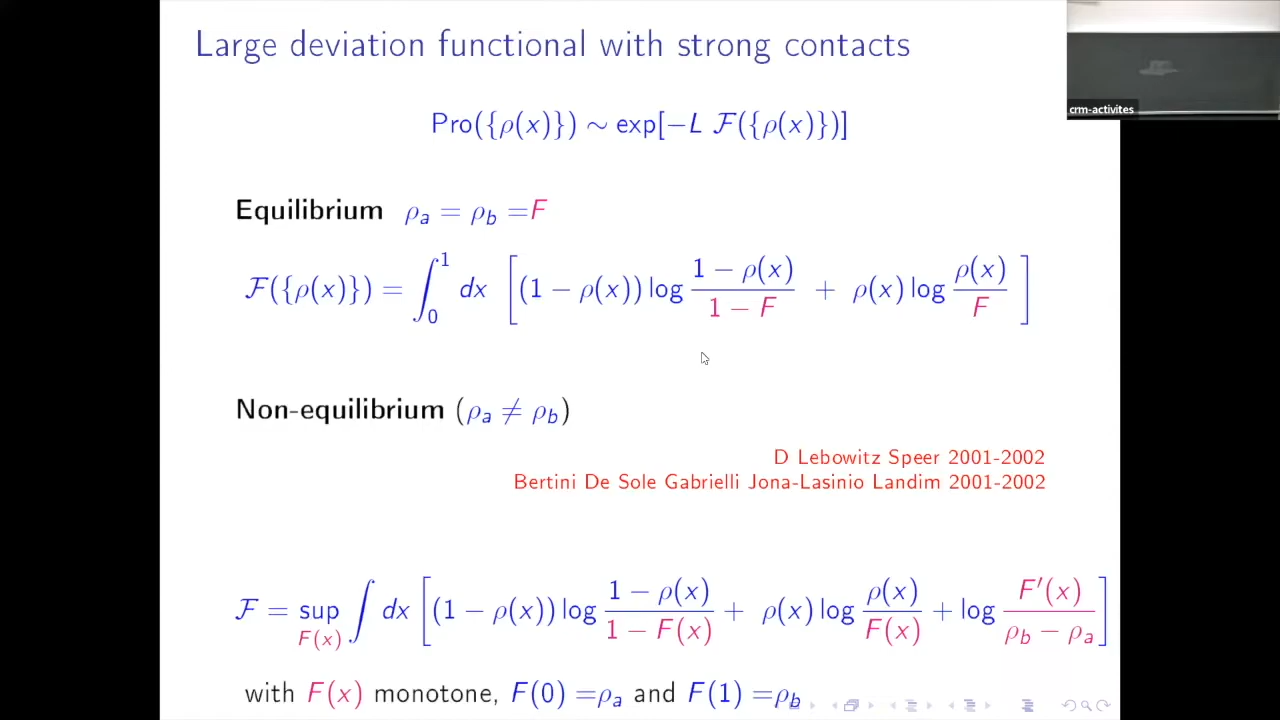 Large deviation functional with strong contacts
crm-activites
Pro({ρ(x)}) ∼ exp[−L ℱ({ρ(x)})]
Equilibrium ρ_a = ρ_b =F
ℱ({ρ(x)}) = ∫_0^1 dx [(1 − ρ(x)) log (1 − ρ(x))/(1 − F) + ρ(x) log ρ(x)/F]
Non-equilibrium (ρ_a ≠ ρ_b)
D Lebowitz Speer 2001-2002
Bertini De Sole Gabrielli Jona-Lasinio Landim 2001-2002
ℱ = sup_{F(x)} ∫ dx [(1 − ρ(x)) log (1 − ρ(x))/(1 − F(x)) + ρ(x) log ρ(x)/F(x) + log F′(x)/(ρ_b − ρ_a)]
with F(x) monotone, F(0) =ρ_a and F(1) =ρ_b